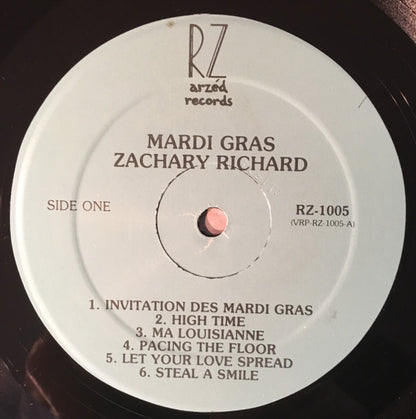 RZ
arzéd
records
MARDI GRAS
ZACHARY RICHARD
SIDE ONE
RZ-1005
(VRP-RZ-1005-A)
1. INVITATION DES MARDI GRAS
2. HIGH TIME
3. MA LOUISIANNE
4. PACING THE FLOOR
5. LET YOUR LOVE SPREAD
6. STEAL A SMILE